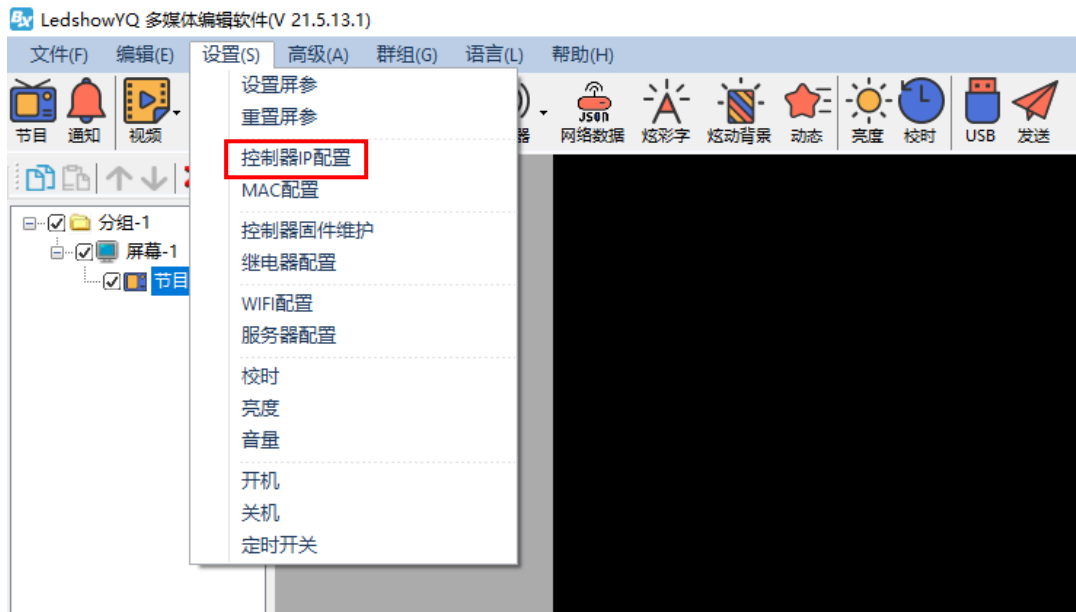 LedshowYQ 多媒体编辑软件(V 21.5.13.1)
文件(F) 编辑(E) 设置(S) 高级(A) 群组(G) 语言(L) 帮助(H)
节目 通知 视频 器 网络数据 炫彩字 炫动背景 动态 亮度 校时 USB 发送
JSON
设置屏参
重置屏参
控制器IP配置
MAC配置
控制器固件维护
继电器配置
WIFI配置
服务器配置
校时
亮度
音量
开机
关机
定时开关
分组-1
屏幕-1
节目